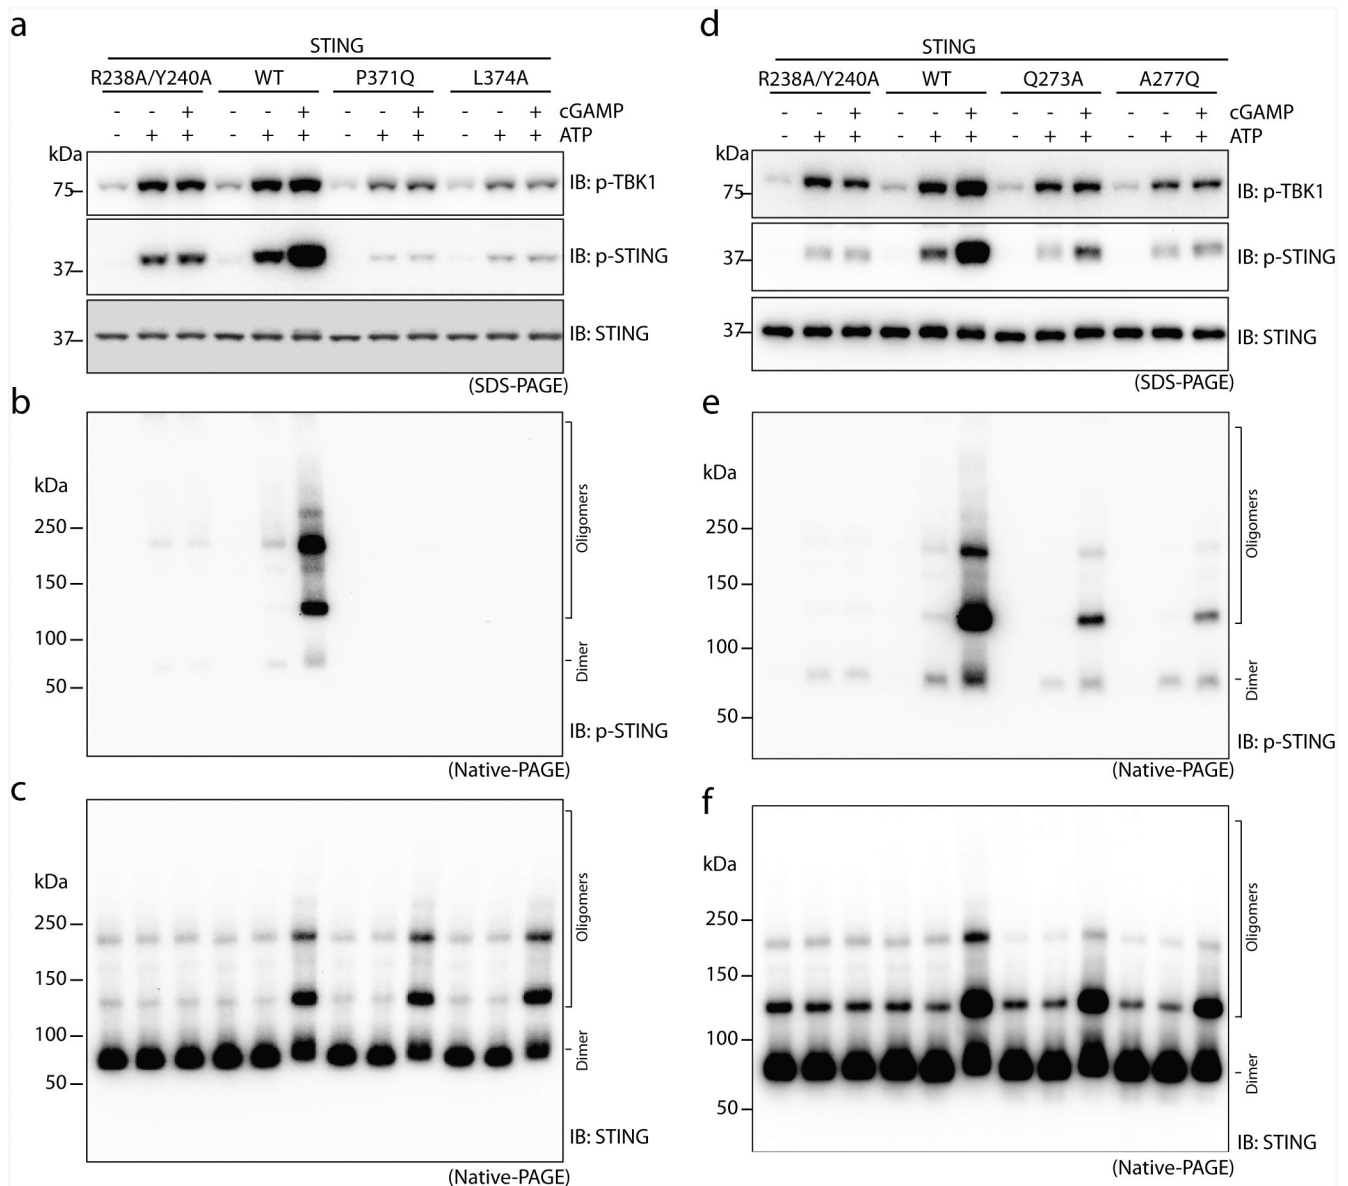 a
STING
R238A/Y240A WT P371Q L374A
- - + - - + - - + - - + cGAMP
- + + - + + - + + - + + ATP
kDa
75 IB: p-TBK1
37 IB: p-STING
37 IB: STING
(SDS-PAGE)
b
kDa
250
150
100
50
Oligomers
Dimer
IB: p-STING
(Native-PAGE)
c
kDa
250
150
100
50
Oligomers
Dimer
IB: STING
(Native-PAGE)
d
STING
R238A/Y240A WT Q273A A277Q
- - + - - + - - + - - + cGAMP
- + + - + + - + + - + + ATP
kDa
75 IB: p-TBK1
37 IB: p-STING
37 IB: STING
(SDS-PAGE)
e
kDa
250
150
100
50
Oligomers
Dimer
IB: p-STING
(Native-PAGE)
f
kDa
250
150
100
50
Oligomers
Dimer
IB: STING
(Native-PAGE)